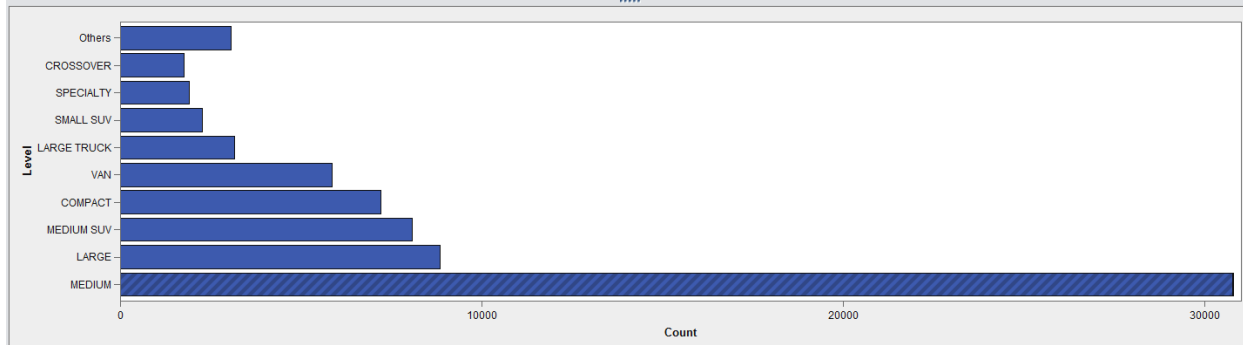 Others
CROSSOVER
SPECIALTY
SMALL SUV
LARGE TRUCK
VAN
COMPACT
MEDIUM SUV
LARGE
MEDIUM
Level
0 10000 20000 30000
Count